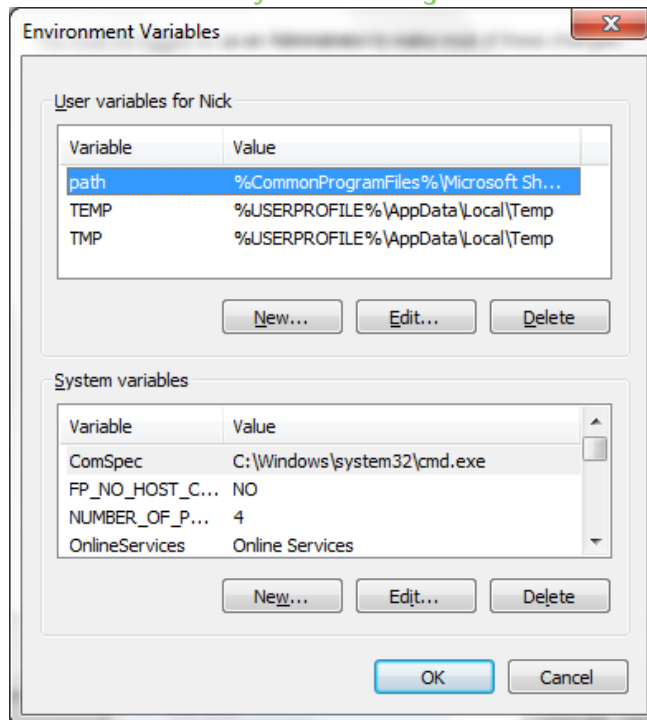 Environment Variables
User variables for Nick
Variable Value
path %CommonProgramFiles%\Microsoft Sh...
TEMP %USERPROFILE%\AppData\Local\Temp
TMP %USERPROFILE%\AppData\Local\Temp
New... Edit... Delete
System variables
Variable Value
ComSpec C:\Windows\system32\cmd.exe
FP_NO_HOST_C... NO
NUMBER_OF_P... 4
OnlineServices Online Services
New... Edit... Delete
OK Cancel